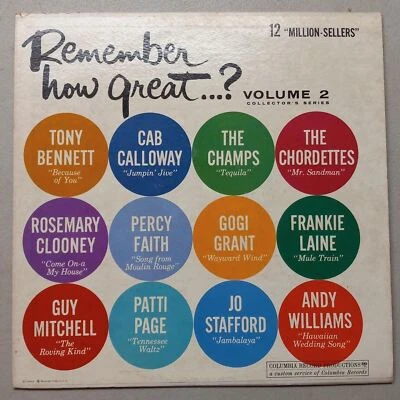 12 "MILLION-SELLERS"
Remember
how great...?
VOLUME 2
COLLECTOR'S SERIES
TONY
BENNETT
"Because
of You"
CAB
CALLOWAY
"Jumpin' Jive"
THE
CHAMPS
"Tequila"
THE
CHORDETTES
"Mr. Sandman"
ROSEMARY
CLOONEY
"Come On-a
My House"
PERCY
FAITH
"Song from
Moulin Rouge"
GOGI
GRANT
"Wayward Wind"
FRANKIE
LAINE
"Mule Train"
GUY
MITCHELL
"The
Roving Kind"
PATTI
PAGE
"Tennessee
Waltz"
JO
STAFFORD
"Jambalaya"
ANDY
WILLIAMS
"Hawaiian
Wedding Song"
COLUMBIA RECORD PRODUCTIONS
a custom service of Columbia Records